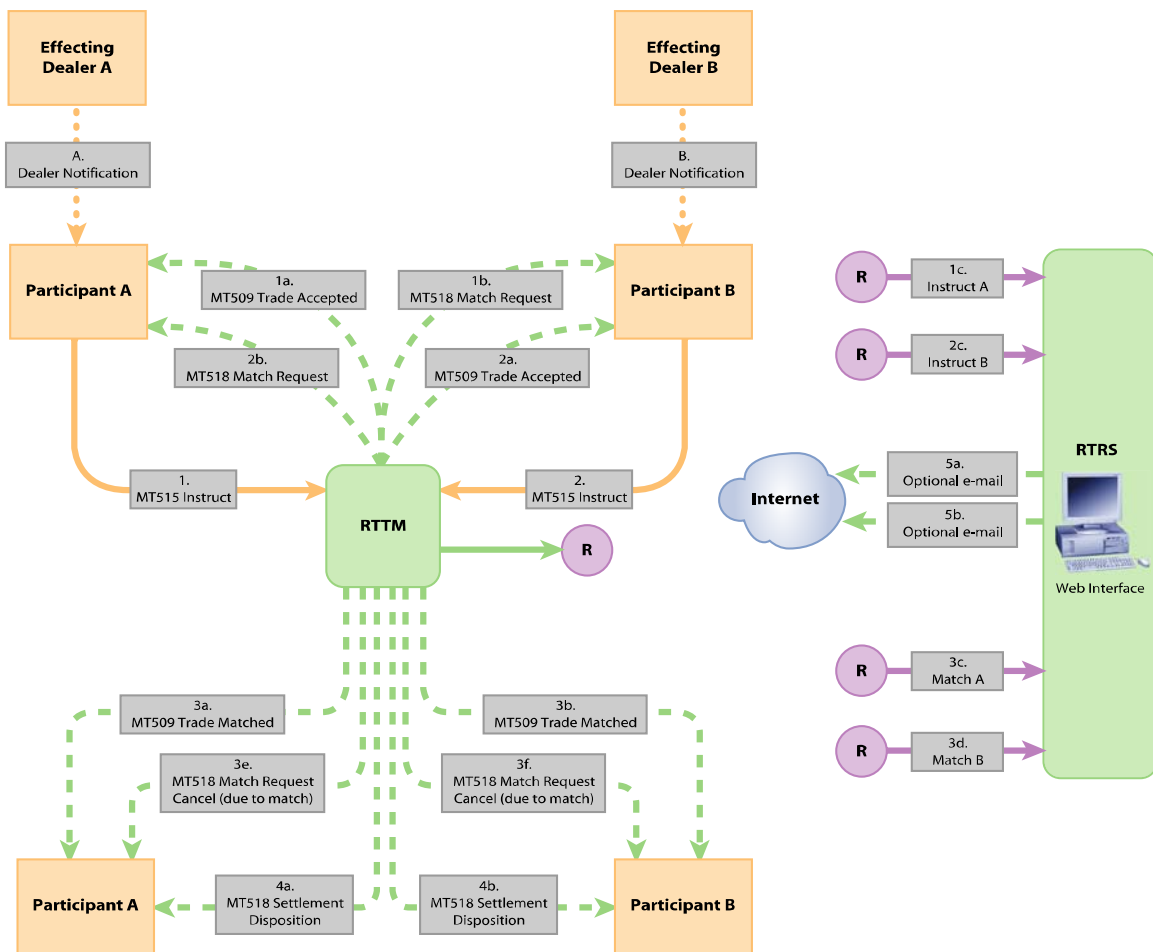 Effecting
Dealer A
Effecting
Dealer B
A.
Dealer Notification
B.
Dealer Notification
Participant A
1a.
MT509 Trade Accepted
1b.
MT518 Match Request
Participant B
2b.
MT518 Match Request
2a.
MT509 Trade Accepted
1.
MT515 Instruct
2.
MT515 Instruct
RTTM
R
R
1c.
Instruct A
R
2c.
Instruct B
RTRS
Internet
5a.
Optional e-mail
5b.
Optional e-mail
Web Interface
R
3c.
Match A
R
3d.
Match B
3a.
MT509 Trade Matched
3b.
MT509 Trade Matched
3e.
MT518 Match Request
Cancel (due to match)
3f.
MT518 Match Request
Cancel (due to match)
Participant A
4a.
MT518 Settlement
Disposition
4b.
MT518 Settlement
Disposition
Participant B